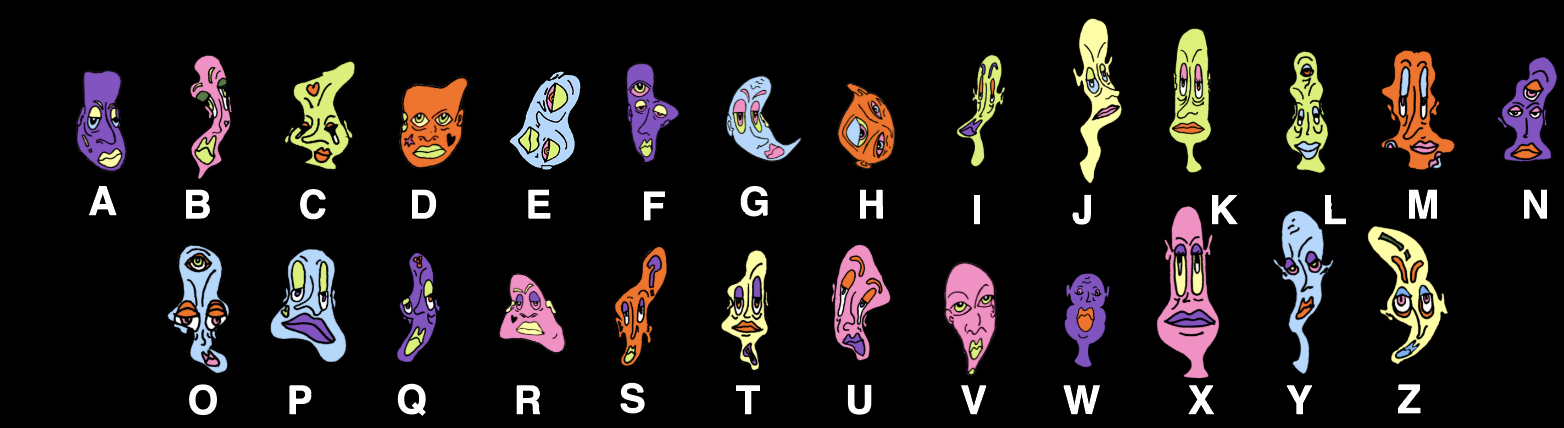 A B C D E F G H I J K L M N
O P Q R S T U V W X Y Z